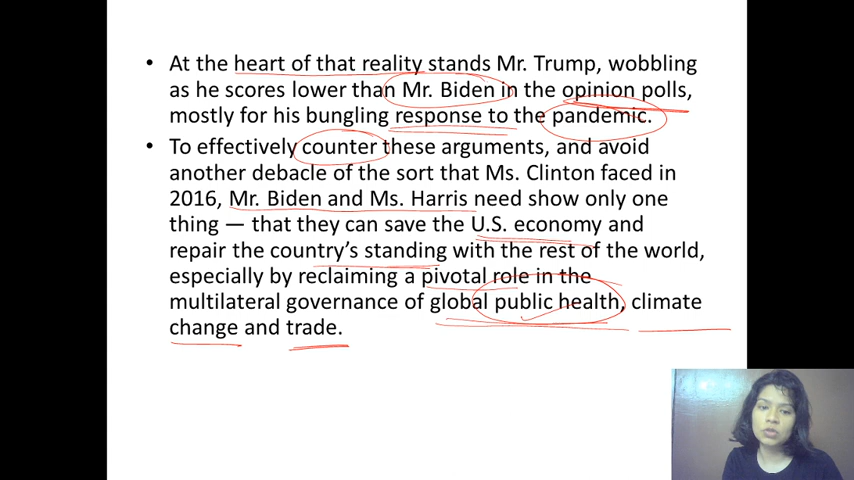 • At the heart of that reality stands Mr. Trump, wobbling
as he scores lower than Mr. Biden in the opinion polls,
mostly for his bungling response to the pandemic.
• To effectively counter these arguments, and avoid
another debacle of the sort that Ms. Clinton faced in
2016, Mr. Biden and Ms. Harris need show only one
thing — that they can save the U.S. economy and
repair the country's standing with the rest of the world,
especially by reclaiming a pivotal role in the
multilateral governance of global public health, climate
change and trade.